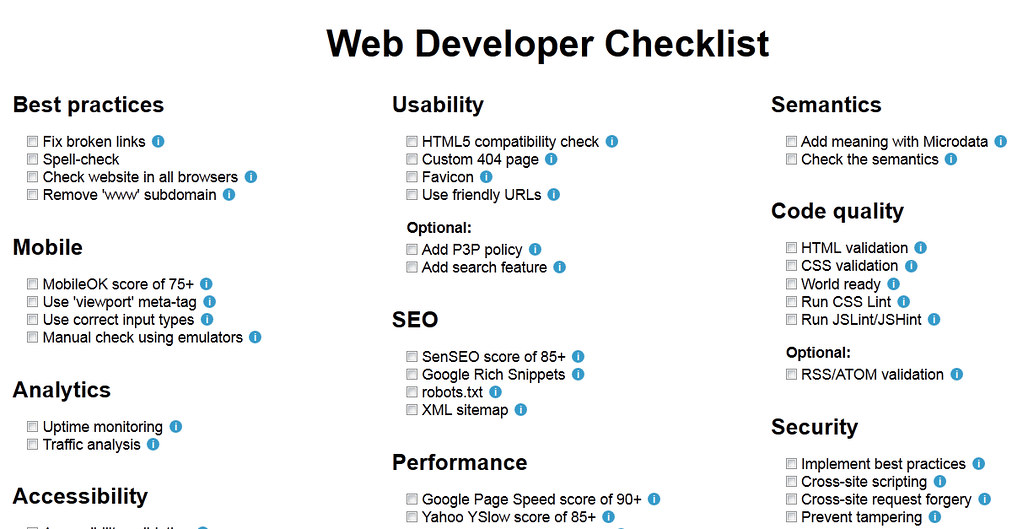 Web Developer Checklist
Best practices
Fix broken links
Spell-check
Check website in all browsers
Remove 'www' subdomain
Mobile
MobileOK score of 75+
Use 'viewport' meta-tag
Use correct input types
Manual check using emulators
Analytics
Uptime monitoring
Traffic analysis
Accessibility
Usability
HTML5 compatibility check
Custom 404 page
Favicon
Use friendly URLs
Optional:
Add P3P policy
Add search feature
SEO
SenSEO score of 85+
Google Rich Snippets
robots.txt
XML sitemap
Performance
Google Page Speed score of 90+
Yahoo YSlow score of 85+
Semantics
Add meaning with Microdata
Check the semantics
Code quality
HTML validation
CSS validation
World ready
Run CSS Lint
Run JSLint/JSHint
Optional:
RSS/ATOM validation
Security
Implement best practices
Cross-site scripting
Cross-site request forgery
Prevent tampering